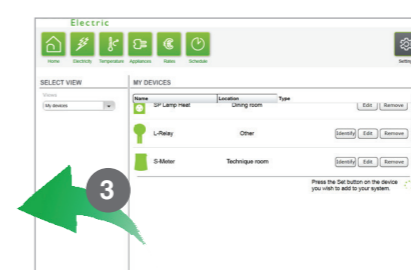 Electric
Home Electricity Temperature Appliances Rates Schedule
SELECT VIEW
MY DEVICES
My devices
Name Location Type
SP Lamp Heat Dining room Edit Remove
L-Relay Other Identify Edit Remove
S-Meter Technique room Identify Edit Remove
Press the Set button on the device
you wish to add to your system.
3